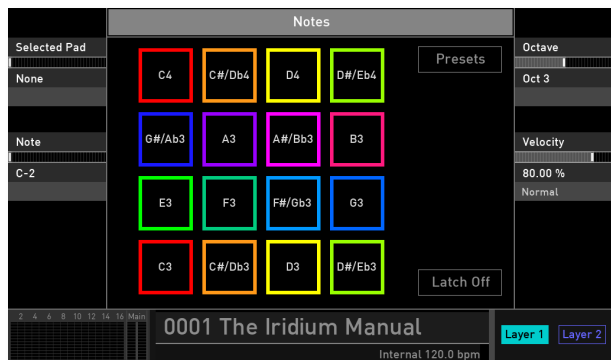 Notes
Selected Pad
None
Note
C-2
C4 C#/Db4 D4 D#/Eb4
G#/Ab3 A3 A#/Bb3 B3
E3 F3 F#/Gb3 G3
C3 C#/Db3 D3 D#/Eb3
Presets
Latch Off
Octave
Oct 3
Velocity
80.00 %
Normal
2 4 6 8 10 12 14 16 Main
0001 The Iridium Manual
Internal 120.0 bpm
Layer 1 Layer 2